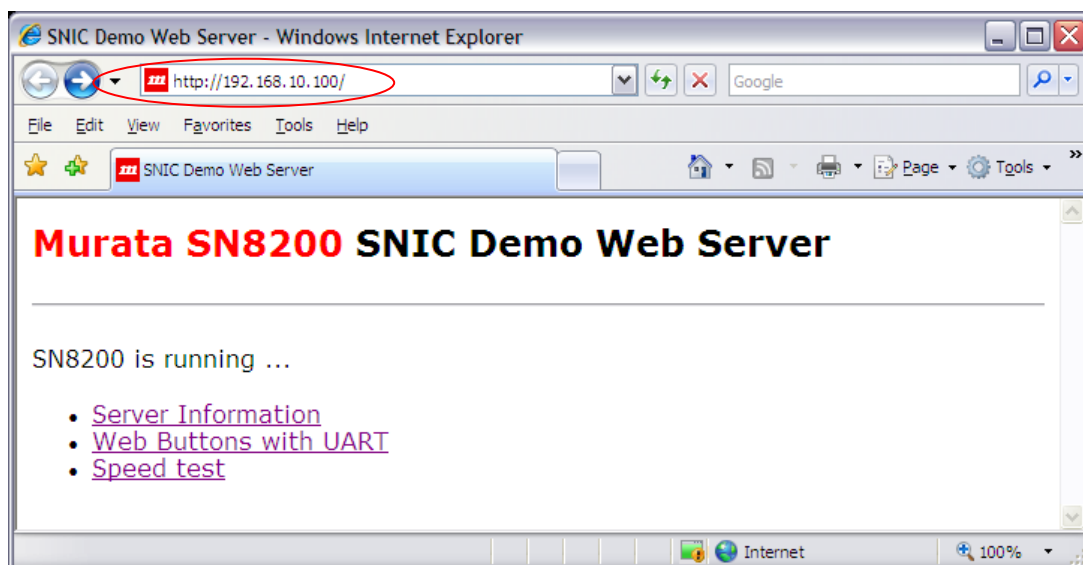 SNIC Demo Web Server - Windows Internet Explorer
m http://192.168.10.100/ Google
File Edit View Favorites Tools Help
m SNIC Demo Web Server Page Tools »
Murata SN8200 SNIC Demo Web Server
SN8200 is running ...
• Server Information
• Web Buttons with UART
• Speed test
Internet 100%